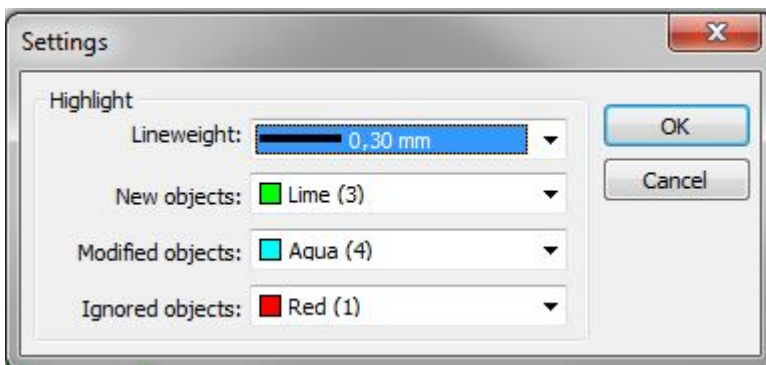 Settings
Highlight
Lineweight: 0,30 mm
New objects: Lime (3)
Modified objects: Aqua (4)
Ignored objects: Red (1)
OK
Cancel